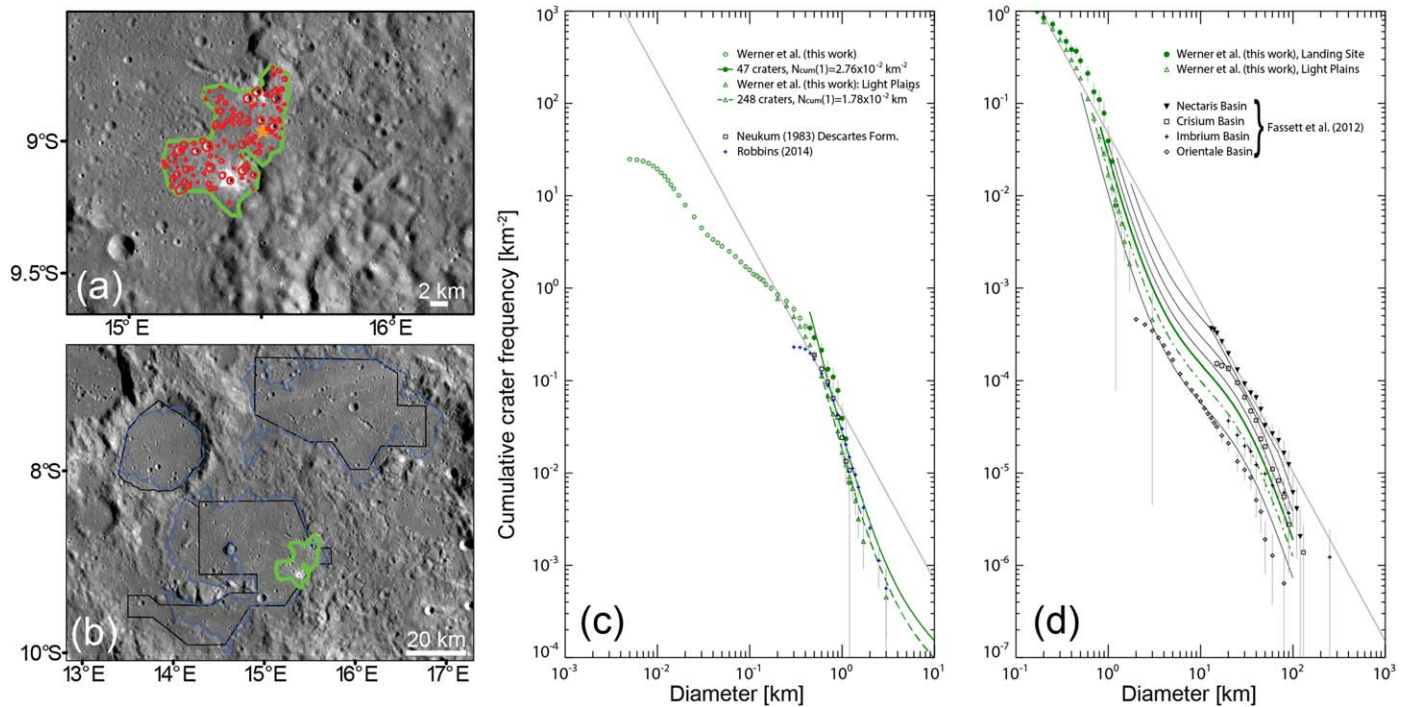 9°S
9.5°S
(a)
2 km
15°E
16°E
8°S
10°S
(b)
20 km
13°E
14°E
15°E
16°E
17°E
Cumulative crater frequency [km⁻²]
10³
10²
10¹
10⁰
10⁻¹
10⁻²
10⁻³
10⁻⁴
Werner et al. (this work)
47 craters, Ncum(1)=2.76x10⁻² km⁻²
Werner et al. (this work): Light Plains
248 craters, Ncum(1)=1.78x10⁻² km
Neukum (1983) Descartes Form.
Robbins (2014)
(c)
10⁻³
10⁻²
10⁻¹
10⁰
10¹
Diameter [km]
10⁰
10⁻¹
10⁻²
10⁻³
10⁻⁴
10⁻⁵
10⁻⁶
10⁻⁷
Werner et al. (this work), Landing Site
Werner et al. (this work), Light Plains
Nectaris Basin
Crisium Basin
Imbrium Basin
Orientale Basin
Fassett et al. (2012)
(d)
10⁻¹
10⁰
10¹
10²
10³
Diameter [km]